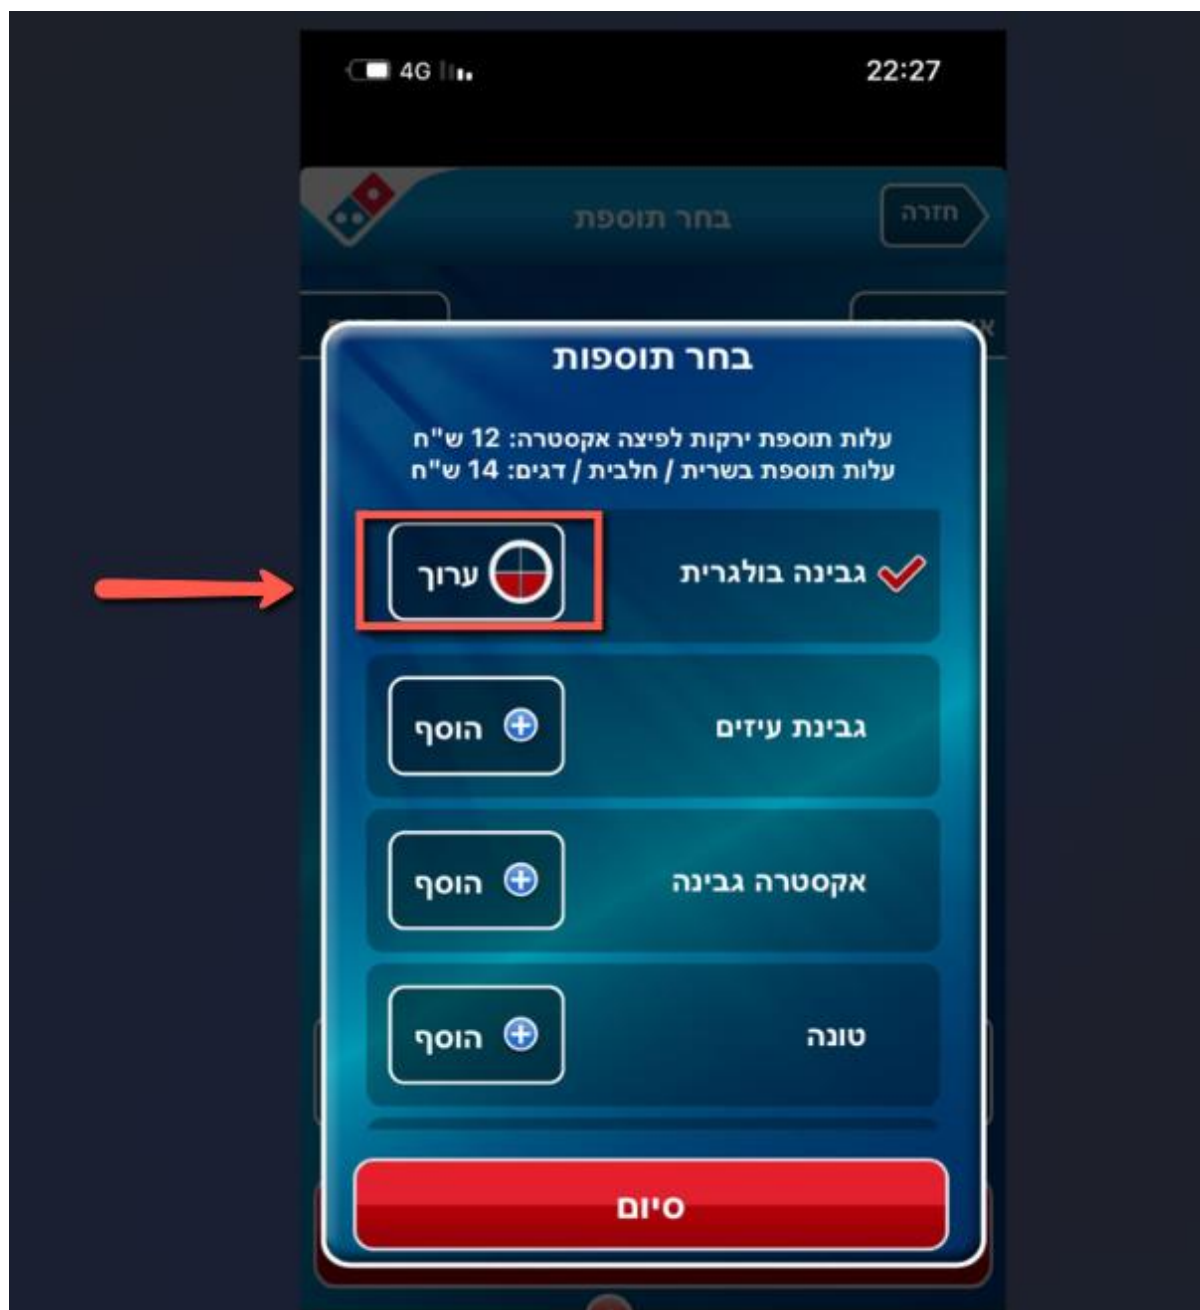 4G
22:27
בחר תוספת
חזרה
בחר תוספות
עלות תוספת ירקות לפיצה אקסטרה: 12 ש"ח
עלות תוספת בשרית / חלבית / דגים: 14 ש"ח
גבינה בולגרית
ערוך
גבינת עיזים
הוסף
אקסטרה גבינה
הוסף
טונה
הוסף
סיום